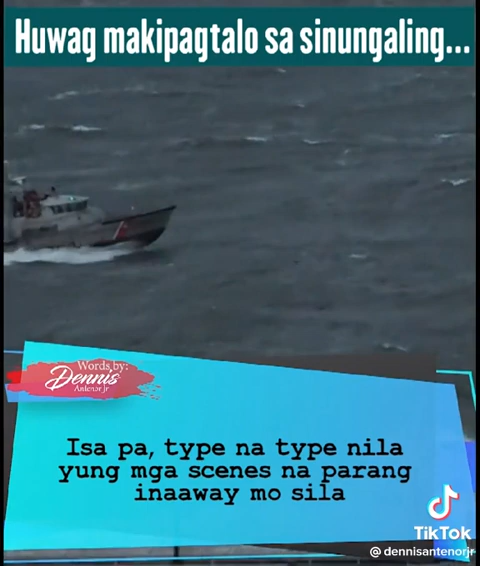 Huwag makipagtalo sa sinungaling...
Words by:
Dennis
Antenor jr
Isa pa, type na type nila
yung mga scenes na parang
inaaway mo sila
TikTok
@dennisantenorjr